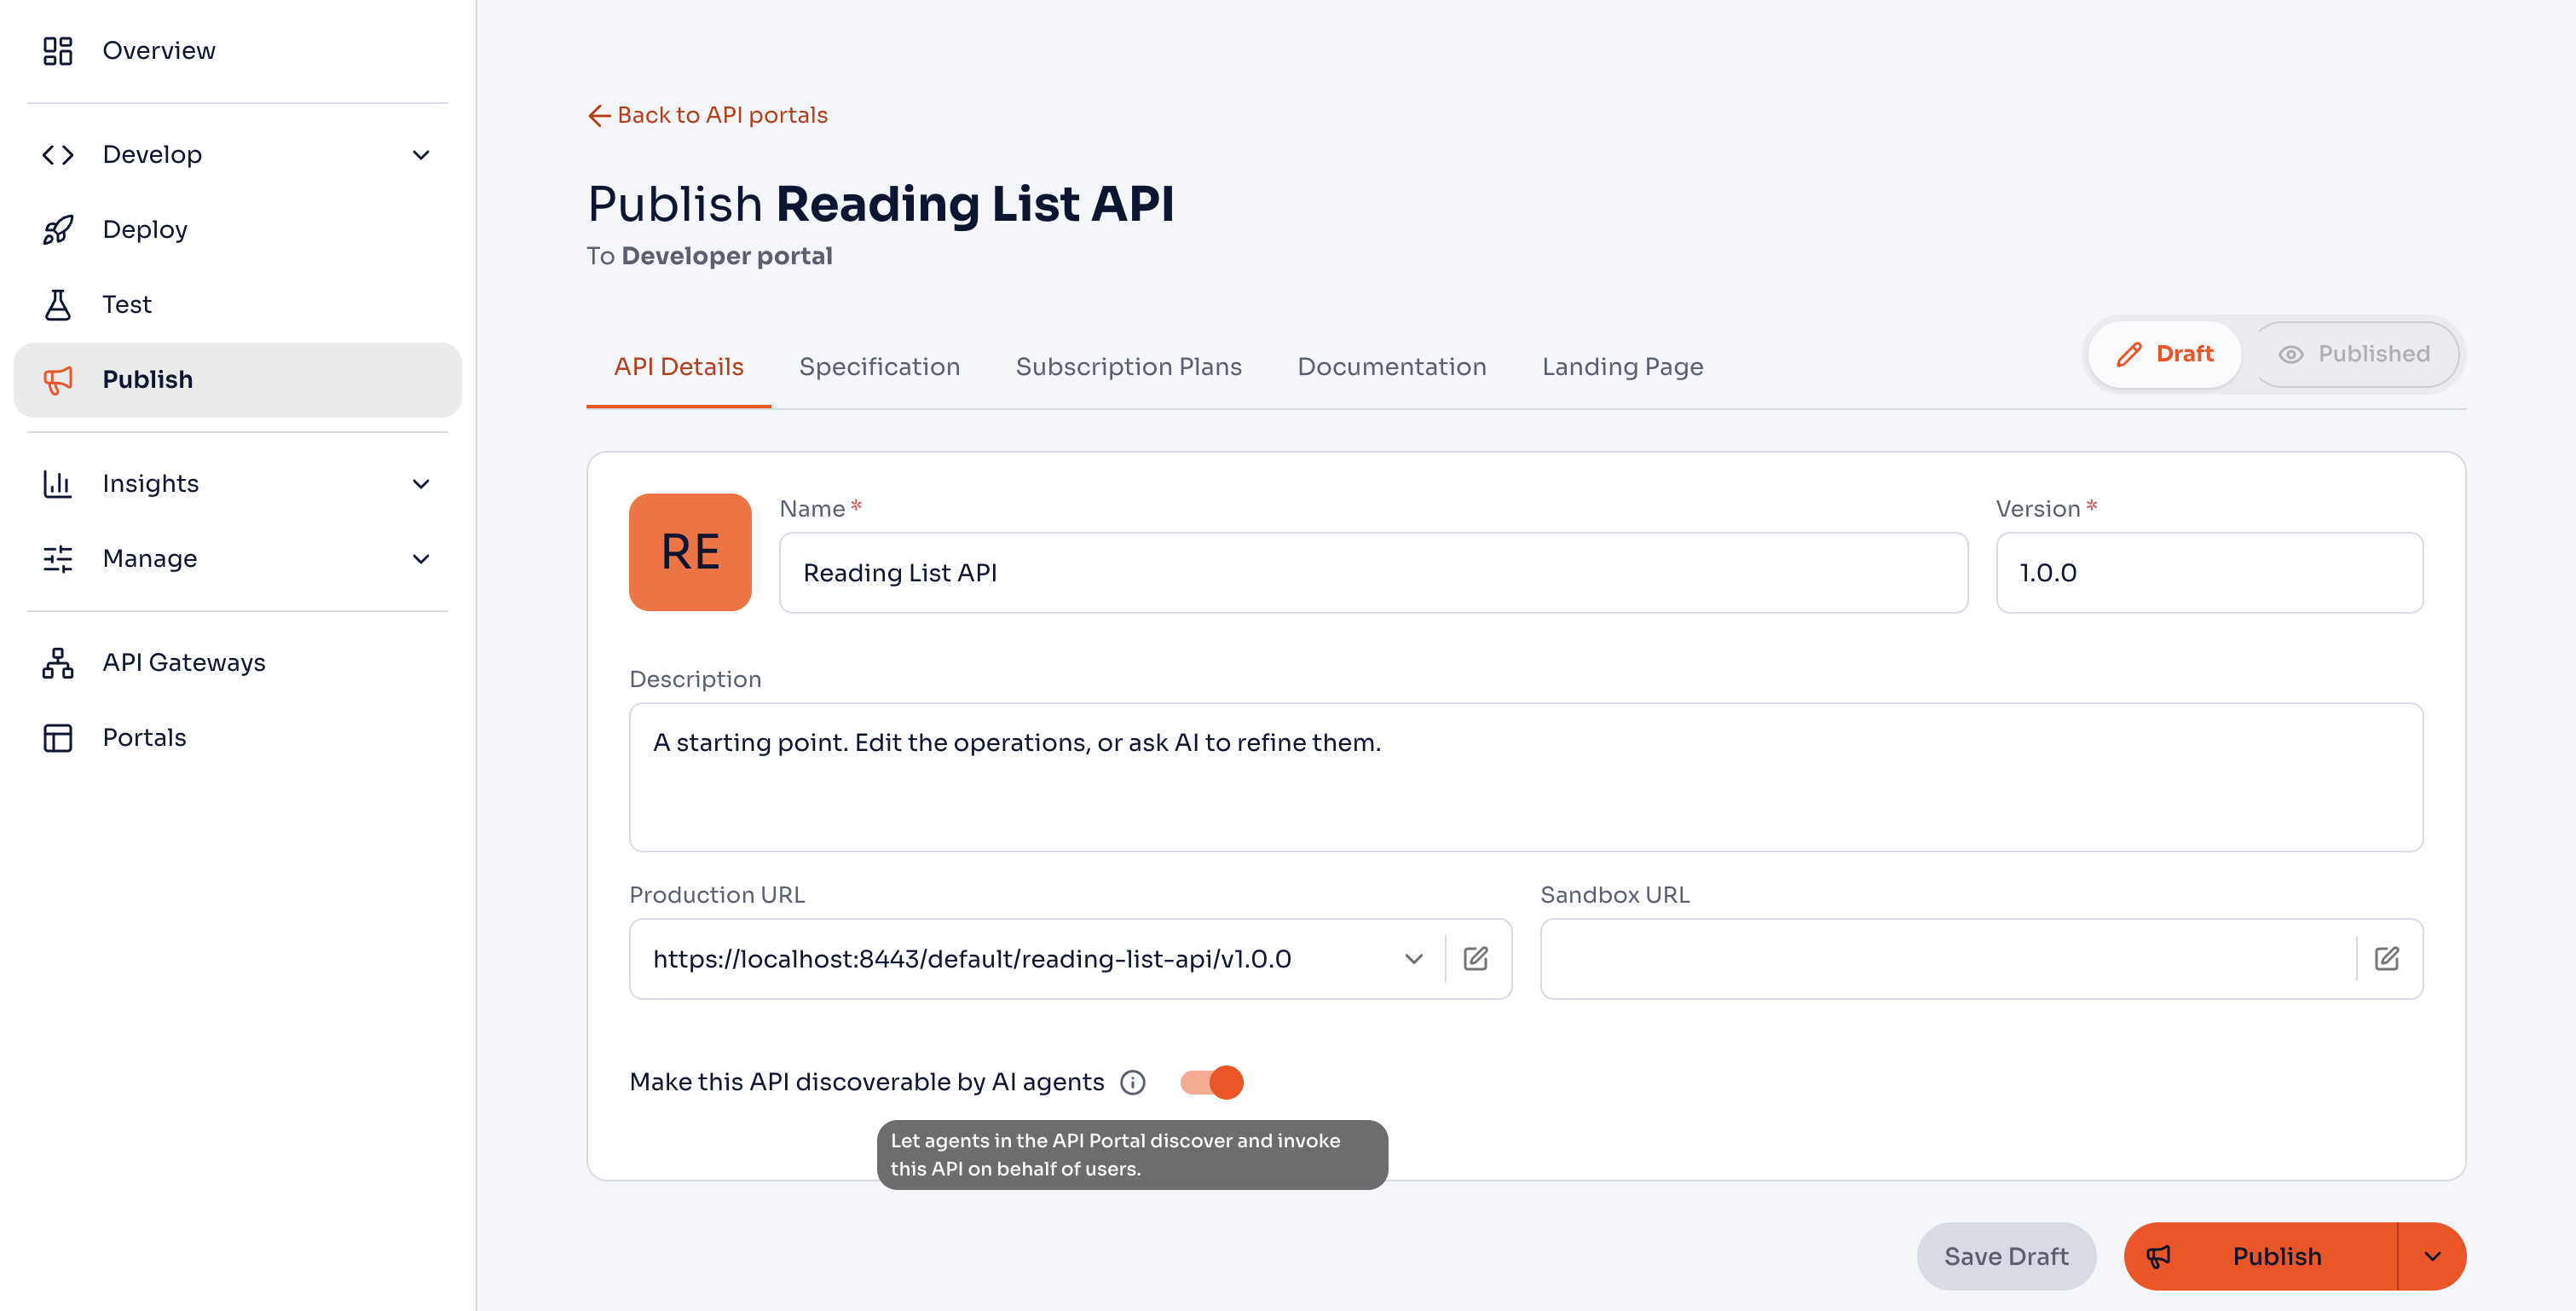 Overview
Develop
Deploy
Test
Publish
Insights
Manage
API Gateways
Portals
Back to API portals
Publish Reading List API
To Developer portal
API Details
Specification
Subscription Plans
Documentation
Landing Page
Draft
Published
RE
Name *
Reading List API
Version *
1.0.0
Description
A starting point. Edit the operations, or ask AI to refine them.
Production URL
https://localhost:8443/default/reading-list-api/v1.0.0
Sandbox URL
Make this API discoverable by AI agents
Let agents in the API Portal discover and invoke
this API on behalf of users.
Save Draft
Publish